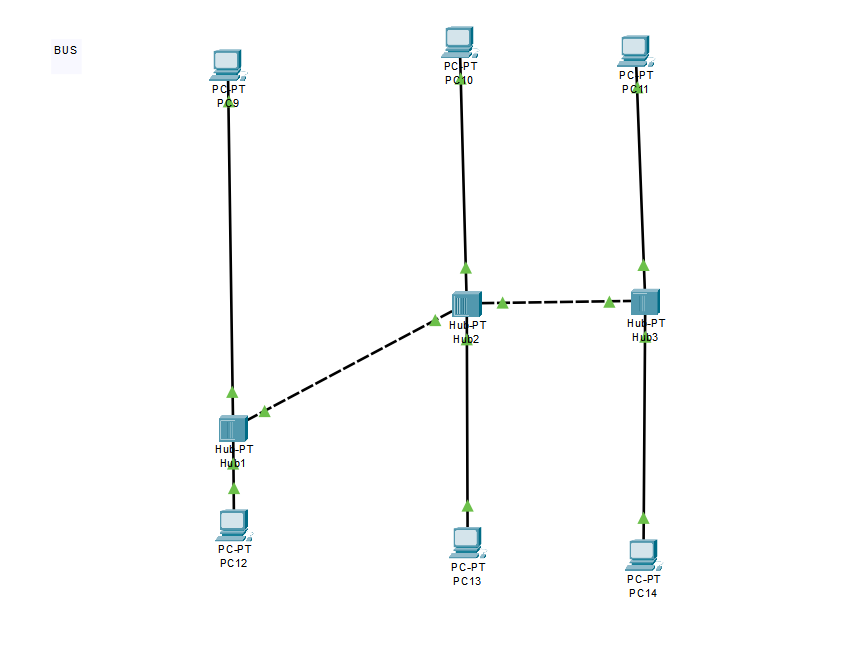 BUS
PC-PT
PC9
PC-PT
PC10
PC-PT
PC11
Hub-PT
Hub2
Hub-PT
Hub3
Hub-PT
Hub1
PC-PT
PC12
PC-PT
PC13
PC-PT
PC14